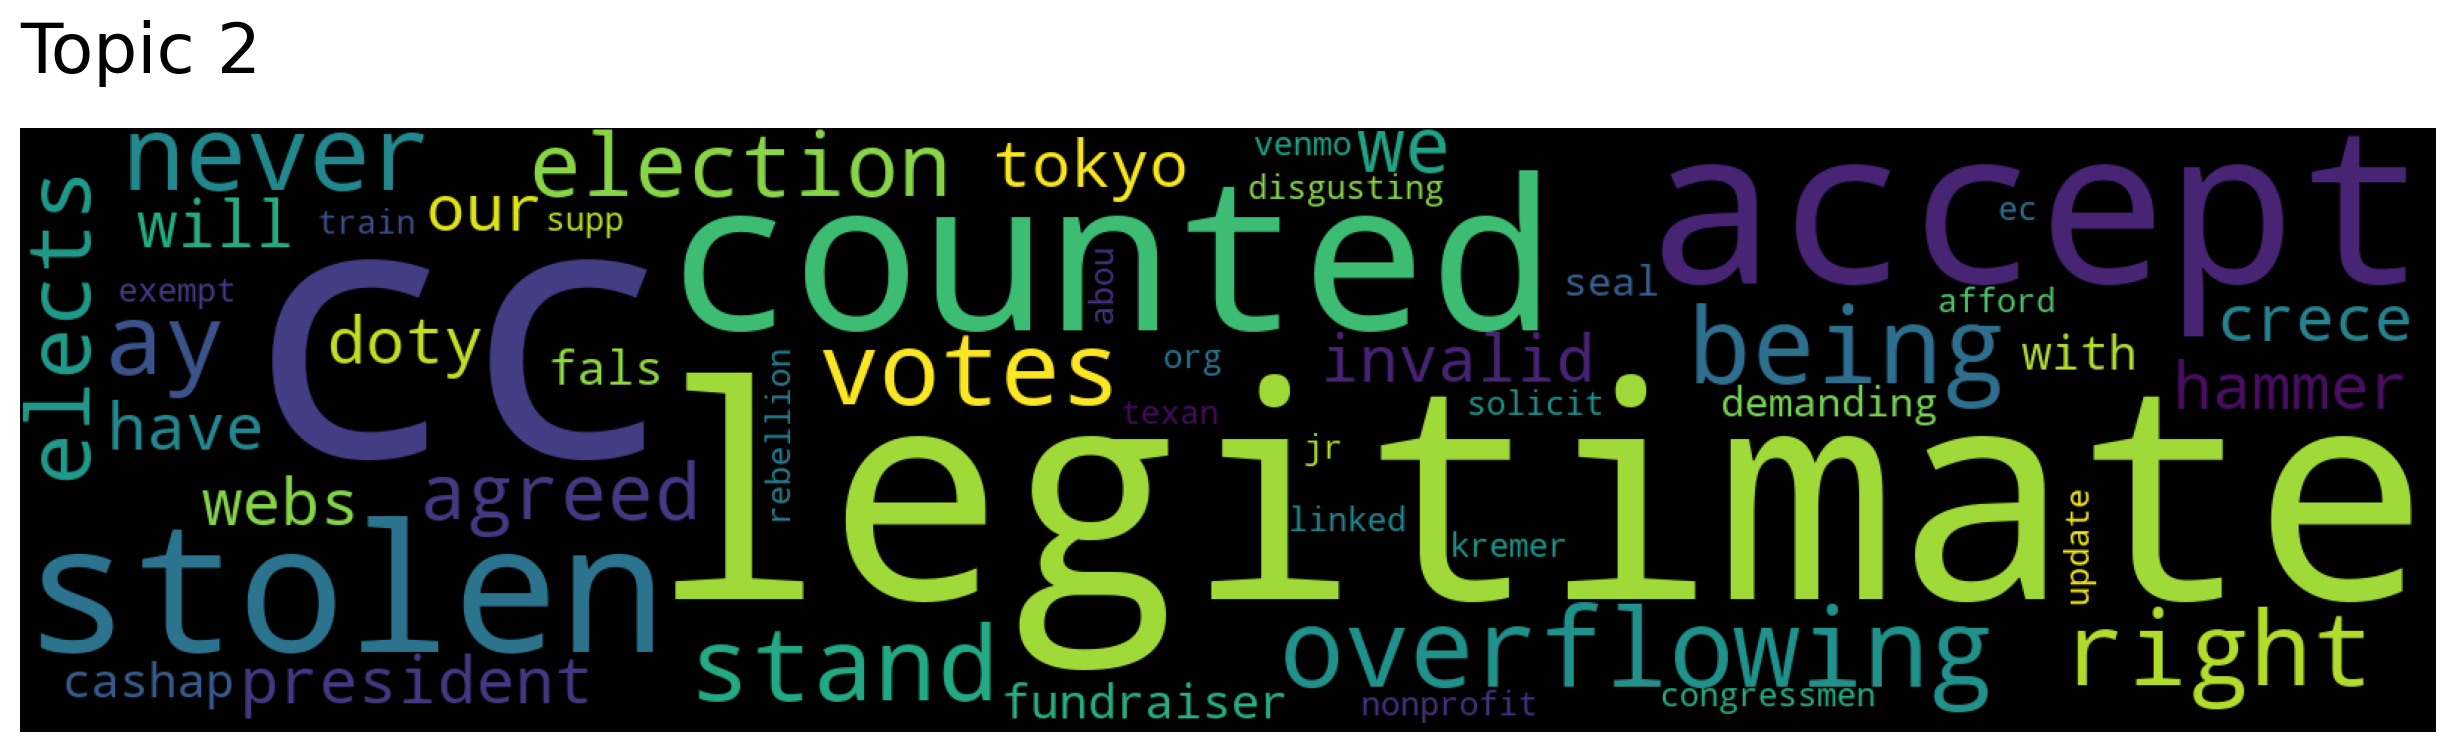 Topic 2
never
election
tokyo
venmo
we
accept
disgusting
elects
will
train
our
supp
counted
ec
exempt
cc
abou
seal
afford
ay
doty
fals
votes
org
invalid
being
with
crece
have
rebellion
texan
solicit
demanding
hammer
webs
agreed
legitimate
jr
linked
kremer
update
stolen
stand
overflowing
right
cashap
president
fundraiser
nonprofit
congressmen